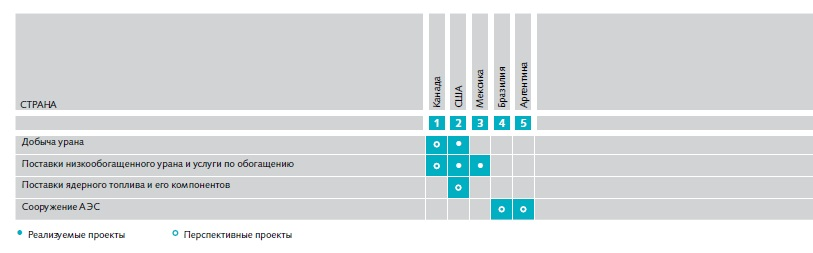 СТРАНА
Канада
США
Мексика
Бразилия
Аргентина
1 2 3 4 5
Добыча урана
Поставки низкообогащенного урана и услуги по обогащению
Поставки ядерного топлива и его компонентов
Сооружение АЭС
Реализуемые проекты
Перспективные проекты